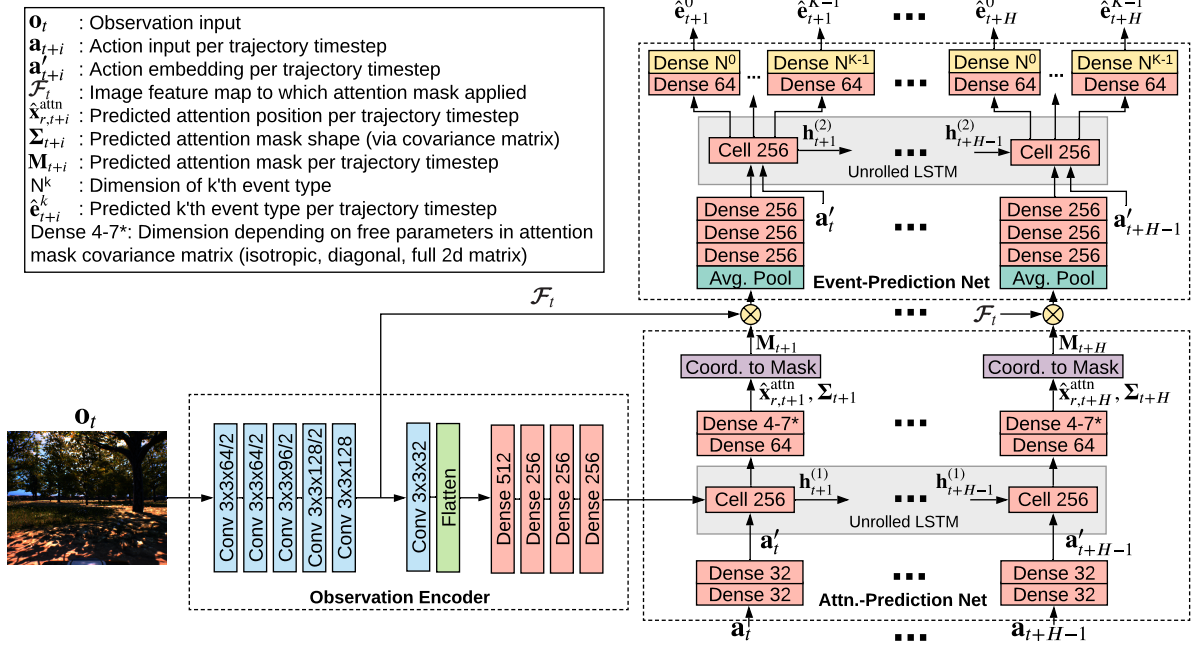 o_t : Observation input
a_{t+i} : Action input per trajectory timestep
a'_{t+i} : Action embedding per trajectory timestep
ℱ_t : Image feature map to which attention mask applied
x̂^{attn}_{r,t+i} : Predicted attention position per trajectory timestep
Σ_{t+i} : Predicted attention mask shape (via covariance matrix)
M_{t+i} : Predicted attention mask per trajectory timestep
N^k : Dimension of k'th event type
ê^k_{t+i} : Predicted k'th event type per trajectory timestep
Dense 4-7*: Dimension depending on free parameters in attention
mask covariance matrix (isotropic, diagonal, full 2d matrix)
ê^0_{t+1} ê^{K-1}_{t+1} ... ê^0_{t+H} ê^{K-1}_{t+H}
Dense N^0 ... Dense N^{K-1} ... Dense N^0 ... Dense N^{K-1}
Dense 64 Dense 64 Dense 64 Dense 64
Cell 256 h^{(2)}_{t+1} ... h^{(2)}_{t+H-1} Cell 256
Unrolled LSTM
a'_t a'_{t+H-1}
Dense 256 ... Dense 256
Dense 256 Dense 256
Dense 256 Dense 256
Avg. Pool Avg. Pool
Event-Prediction Net
ℱ_t ⊗ ... ℱ_t ⊗
M_{t+1} M_{t+H}
Coord. to Mask ... Coord. to Mask
x̂^{attn}_{r,t+1}, Σ_{t+1} x̂^{attn}_{r,t+H}, Σ_{t+H}
Dense 4-7* ... Dense 4-7*
Dense 64 Dense 64
Cell 256 h^{(1)}_{t+1} ... h^{(1)}_{t+H-1} Cell 256
Unrolled LSTM
a'_t a'_{t+H-1}
Dense 32 ... Dense 32
Dense 32 Dense 32
Attn.-Prediction Net
a_t ... a_{t+H-1}
o_t
Conv 3x3x64/2
Conv 3x3x64/2
Conv 3x3x96/2
Conv 3x3x128/2
Conv 3x3x128
Conv 3x3x32
Flatten
Dense 512
Dense 256
Dense 256
Dense 256
Observation Encoder